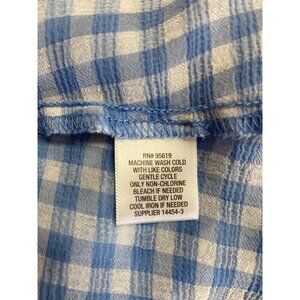 RN# 95619
MACHINE WASH COLD
WITH LIKE COLORS
GENTLE CYCLE
ONLY NON-CHLORINE
BLEACH IF NEEDED
TUMBLE DRY LOW
COOL IRON IF NEEDED
SUPPLIER 14454-3